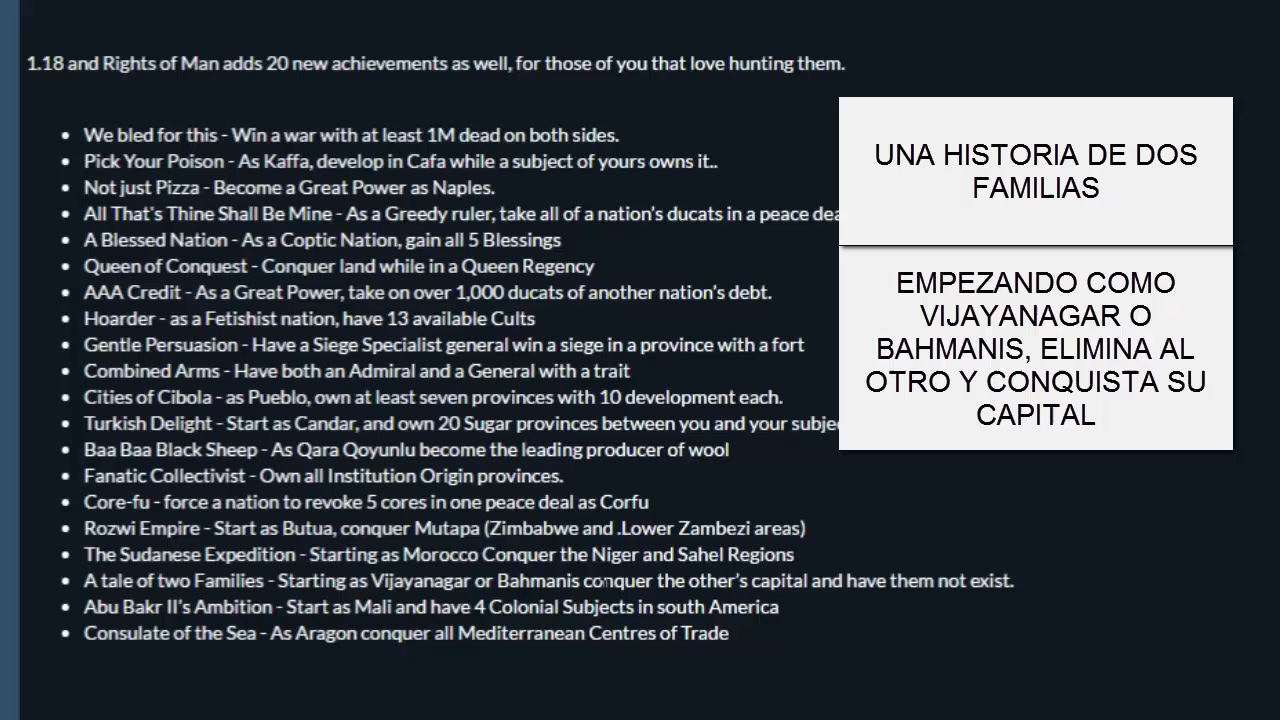 1.18 and Rights of Man adds 20 new achievements as well, for those of you that love hunting them.
We bled for this - Win a war with at least 1M dead on both sides.
Pick Your Poison - As Kaffa, develop in Cafa while a subject of yours owns it..
Not just Pizza - Become a Great Power as Naples.
All That's Thine Shall Be Mine - As a Greedy ruler, take all of a nation's ducats in a peace dea
A Blessed Nation - As a Coptic Nation, gain all 5 Blessings
Queen of Conquest - Conquer land while in a Queen Regency
AAA Credit - As a Great Power, take on over 1,000 ducats of another nation's debt.
Hoarder - as a Fetishist nation, have 13 available Cults
Gentle Persuasion - Have a Siege Specialist general win a siege in a province with a fort
Combined Arms - Have both an Admiral and a General with a trait
Cities of Cibola - as Pueblo, own at least seven provinces with 10 development each.
Turkish Delight - Start as Candar, and own 20 Sugar provinces between you and your subje
Baa Baa Black Sheep - As Qara Qoyunlu become the leading producer of wool
Fanatic Collectivist - Own all Institution Origin provinces.
Core-fu - force a nation to revoke 5 cores in one peace deal as Corfu
Rozwi Empire - Start as Butua, conquer Mutapa (Zimbabwe and .Lower Zambezi areas)
The Sudanese Expedition - Starting as Morocco Conquer the Niger and Sahel Regions
A tale of two Families - Starting as Vijayanagar or Bahmanis conquer the other's capital and have them not exist.
Abu Bakr II's Ambition - Start as Mali and have 4 Colonial Subjects in south America
Consulate of the Sea - As Aragon conquer all Mediterranean Centres of Trade
UNA HISTORIA DE DOS
FAMILIAS
EMPEZANDO COMO
VIJAYANAGAR O
BAHMANIS, ELIMINA AL
OTRO Y CONQUISTA SU
CAPITAL